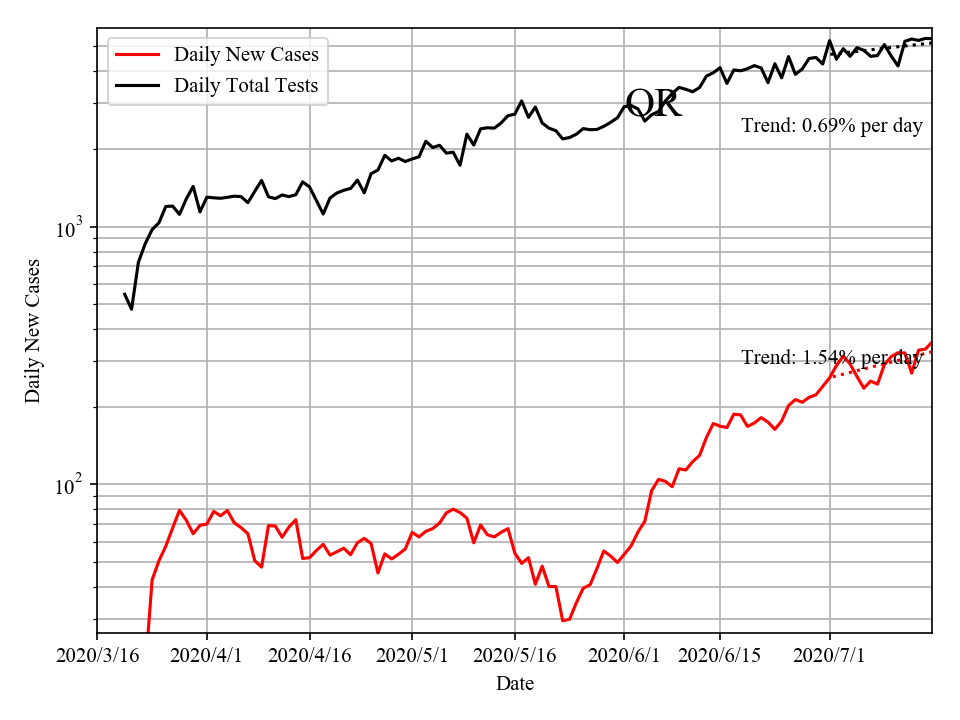 Daily New Cases
Daily Total Tests
OR
Trend: 0.69% per day
Trend: 1.54% per day
10³
10²
Daily New Cases
2020/3/16 2020/4/1 2020/4/16 2020/5/1 2020/5/16 2020/6/1 2020/6/15 2020/7/1
Date